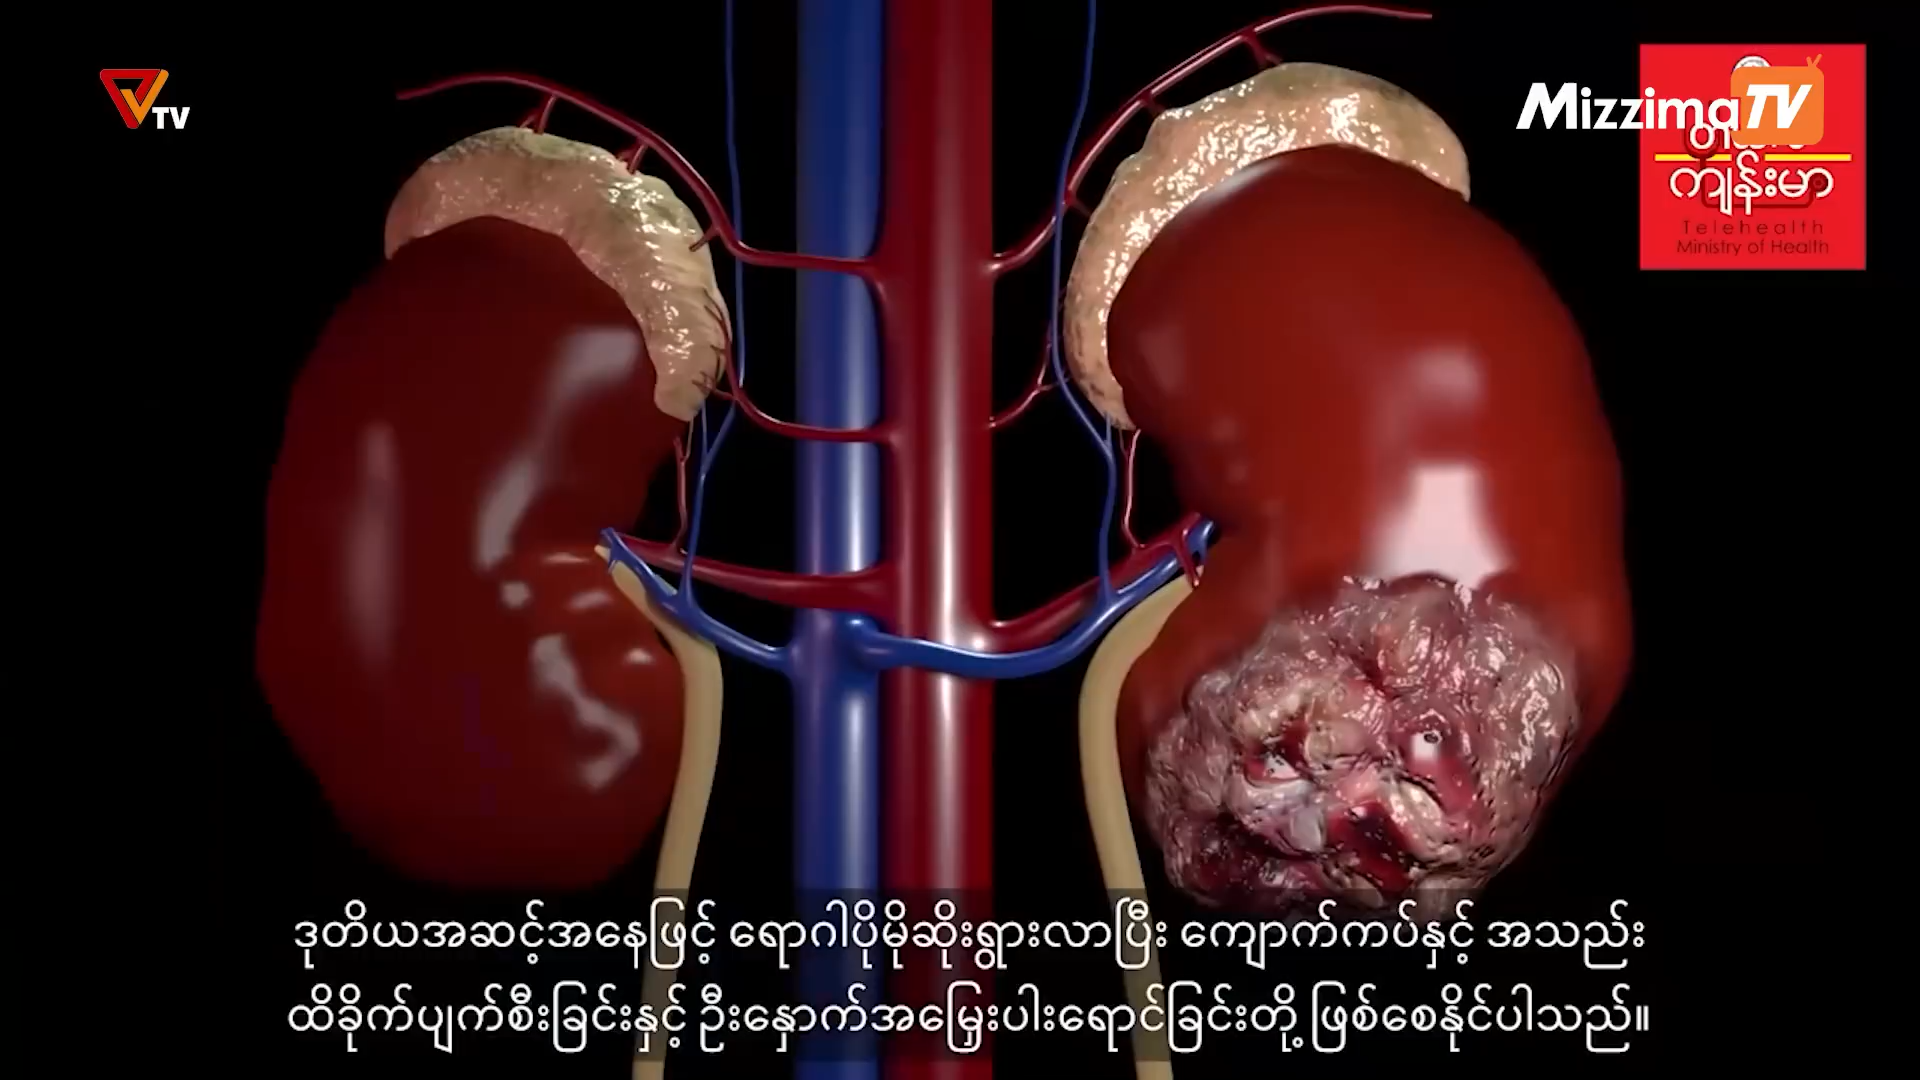 TV
Mizzima TV
ကျန်းမာ
Telehealth
Ministry of Health
ဒုတိယအဆင့်အနေဖြင့် ရောဂါပိုမိုဆိုးရွားလာပြီး ကျောက်ကပ်နှင့် အသည်း
ထိခိုက်ပျက်စီးခြင်းနှင့် ဦးနှောက်အမြှေးပါးရောင်ခြင်းတို့ ဖြစ်စေနိုင်ပါသည်။